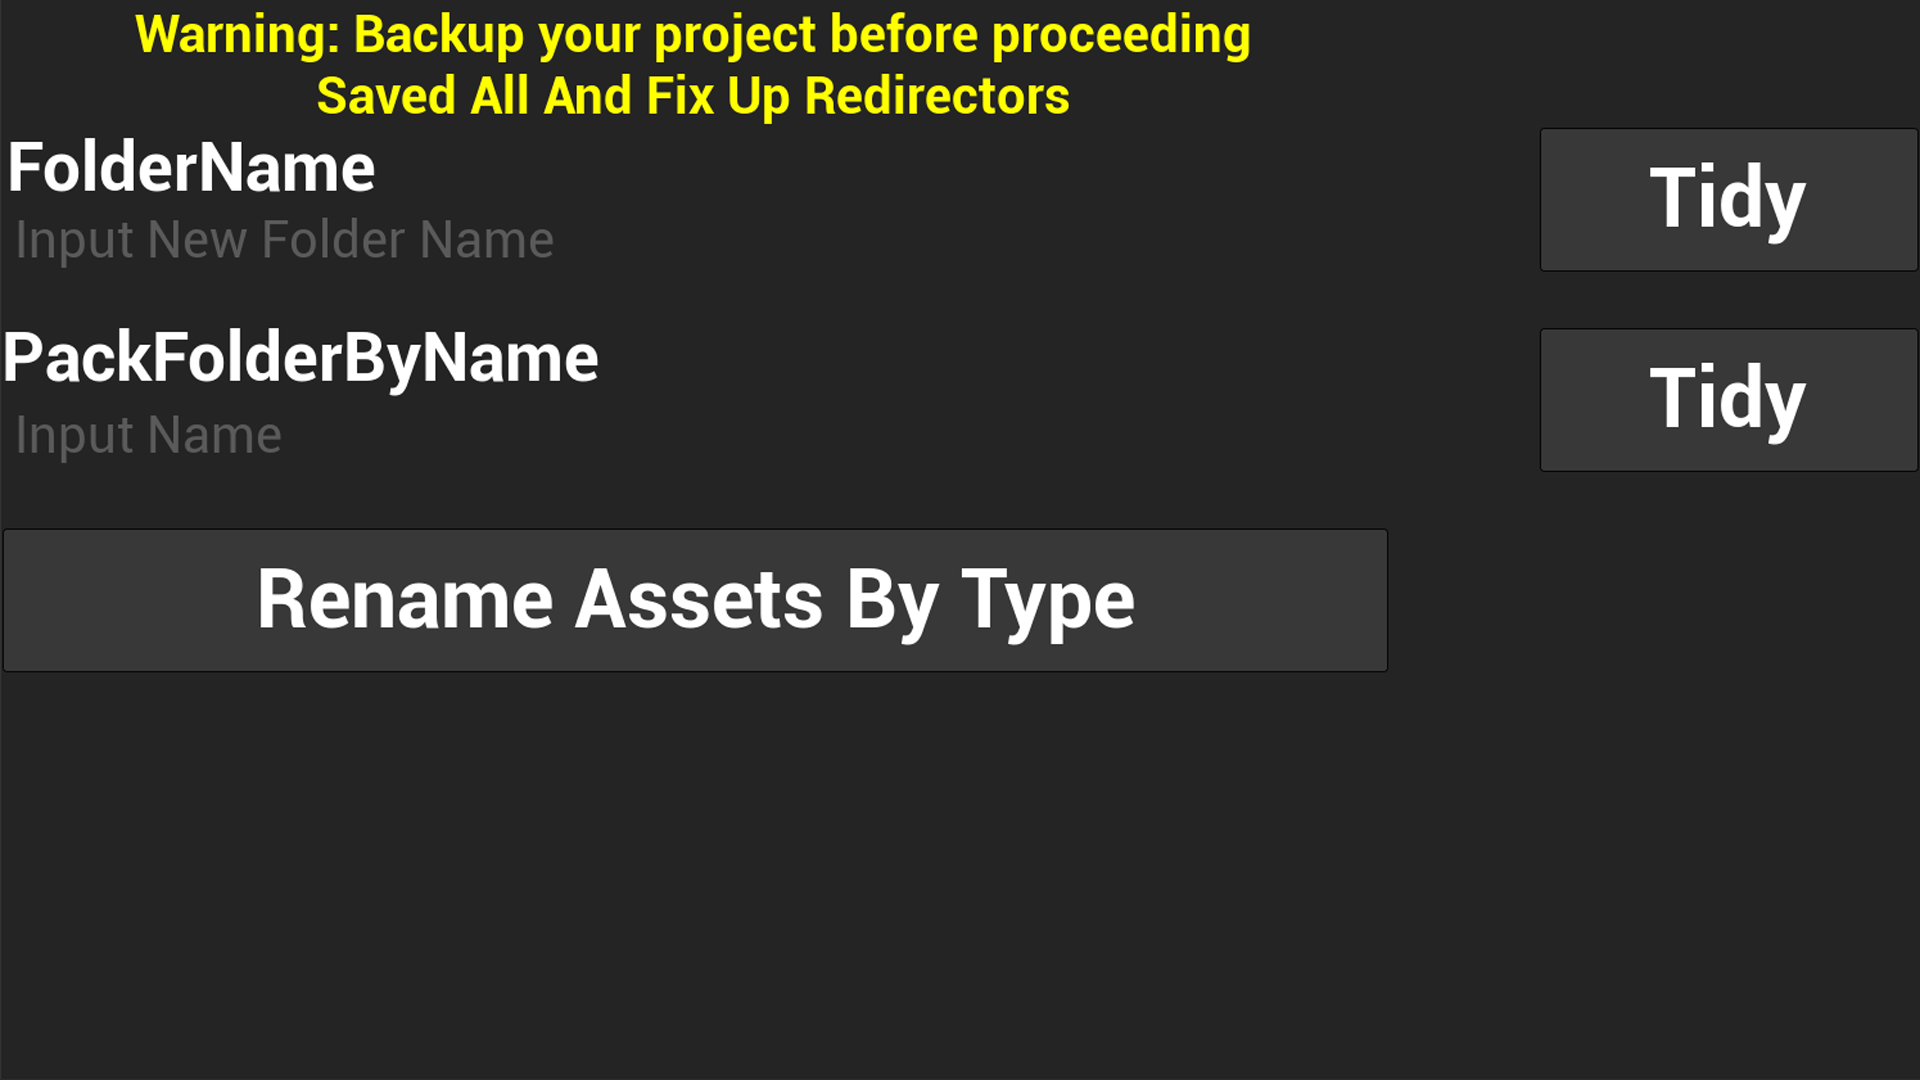 Warning: Backup your project before proceeding
Saved All And Fix Up Redirectors
FolderName
Input New Folder Name
Tidy
PackFolderByName
Input Name
Tidy
Rename Assets By Type